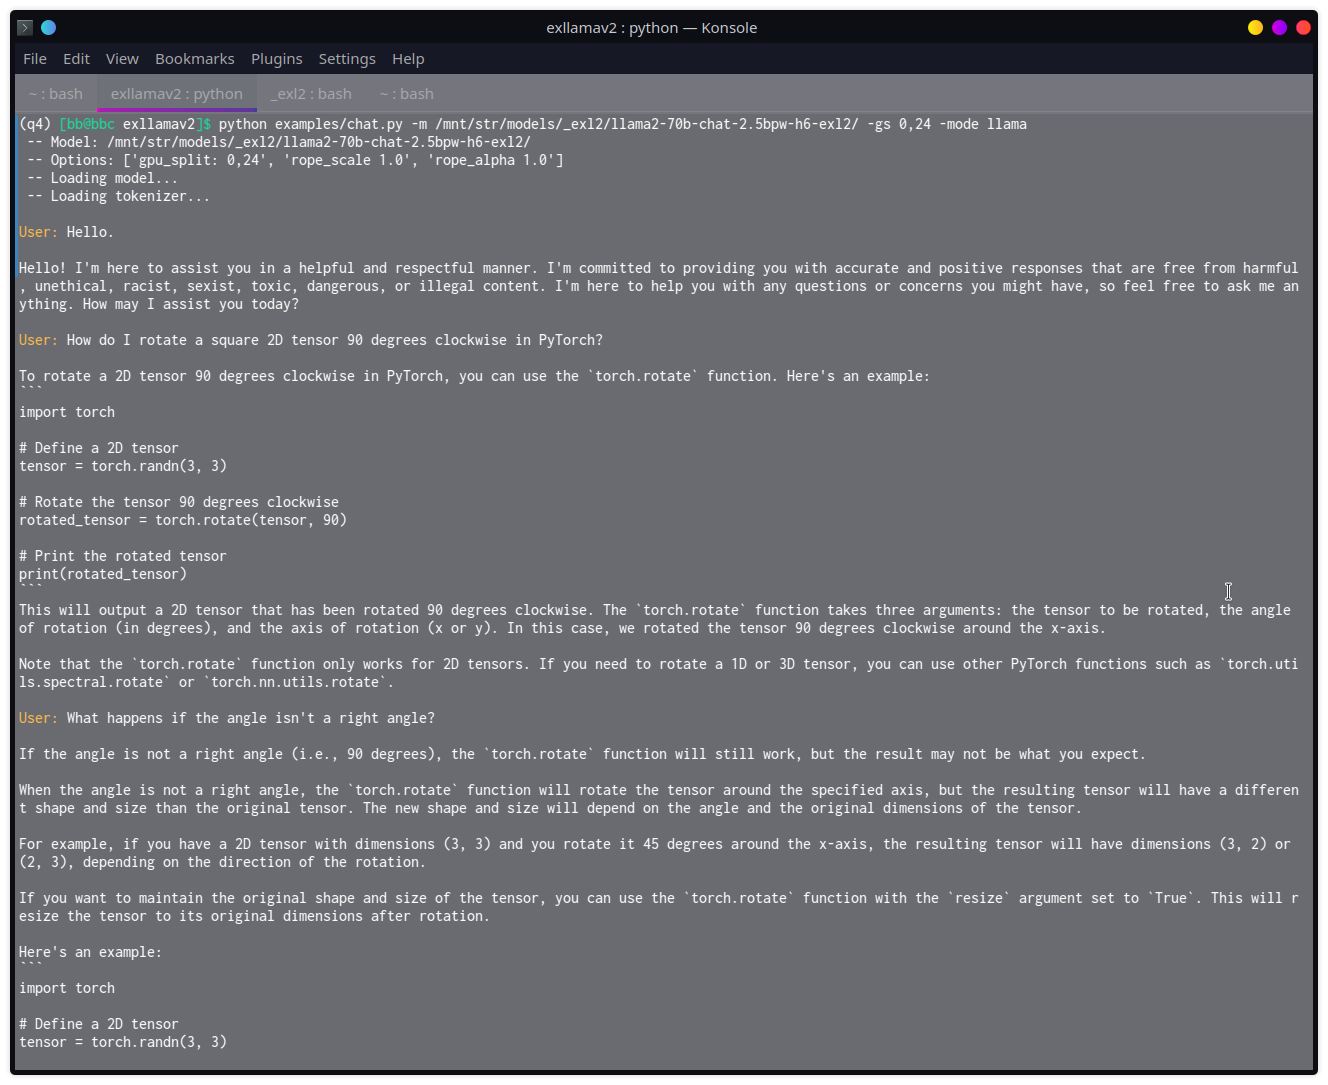 exllamav2 : python — Konsole
File Edit View Bookmarks Plugins Settings Help
~ : bash exllamav2 : python _exl2 : bash ~ : bash
(q4) [bb@bbc exllamav2]$ python examples/chat.py -m /mnt/str/models/_exl2/llama2-70b-chat-2.5bpw-h6-exl2/ -gs 0,24 -mode llama
 -- Model: /mnt/str/models/_exl2/llama2-70b-chat-2.5bpw-h6-exl2/
 -- Options: ['gpu_split: 0,24', 'rope_scale 1.0', 'rope_alpha 1.0']
 -- Loading model...
 -- Loading tokenizer...
User: Hello.
Hello! I'm here to assist you in a helpful and respectful manner. I'm committed to providing you with accurate and positive responses that are free from harmful
, unethical, racist, sexist, toxic, dangerous, or illegal content. I'm here to help you with any questions or concerns you might have, so feel free to ask me an
ything. How may I assist you today?
User: How do I rotate a square 2D tensor 90 degrees clockwise in PyTorch?
To rotate a 2D tensor 90 degrees clockwise in PyTorch, you can use the `torch.rotate` function. Here's an example:
```
import torch
# Define a 2D tensor
tensor = torch.randn(3, 3)
# Rotate the tensor 90 degrees clockwise
rotated_tensor = torch.rotate(tensor, 90)
# Print the rotated tensor
print(rotated_tensor)
```
This will output a 2D tensor that has been rotated 90 degrees clockwise. The `torch.rotate` function takes three arguments: the tensor to be rotated, the angle
of rotation (in degrees), and the axis of rotation (x or y). In this case, we rotated the tensor 90 degrees clockwise around the x-axis.
Note that the `torch.rotate` function only works for 2D tensors. If you need to rotate a 1D or 3D tensor, you can use other PyTorch functions such as `torch.uti
ls.spectral.rotate` or `torch.nn.utils.rotate`.
User: What happens if the angle isn't a right angle?
If the angle is not a right angle (i.e., 90 degrees), the `torch.rotate` function will still work, but the result may not be what you expect.
When the angle is not a right angle, the `torch.rotate` function will rotate the tensor around the specified axis, but the resulting tensor will have a differen
t shape and size than the original tensor. The new shape and size will depend on the angle and the original dimensions of the tensor.
For example, if you have a 2D tensor with dimensions (3, 3) and you rotate it 45 degrees around the x-axis, the resulting tensor will have dimensions (3, 2) or
(2, 3), depending on the direction of the rotation.
If you want to maintain the original shape and size of the tensor, you can use the `torch.rotate` function with the `resize` argument set to `True`. This will r
esize the tensor to its original dimensions after rotation.
Here's an example:
```
import torch
# Define a 2D tensor
tensor = torch.randn(3, 3)